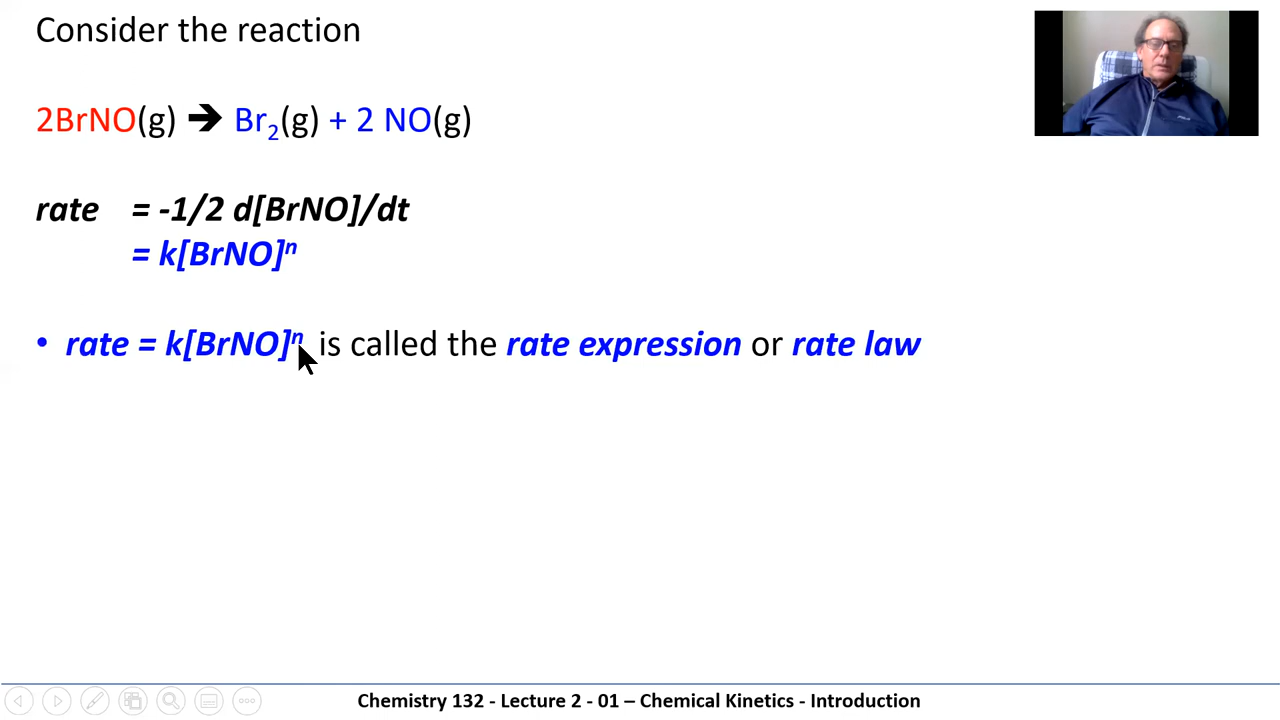 Consider the reaction
2BrNO(g) ➔ Br₂(g) + 2 NO(g)
rate = -1/2 d[BrNO]/dt
= k[BrNO]ⁿ
• rate = k[BrNO]ⁿ is called the rate expression or rate law
Chemistry 132 - Lecture 2 - 01 – Chemical Kinetics - Introduction